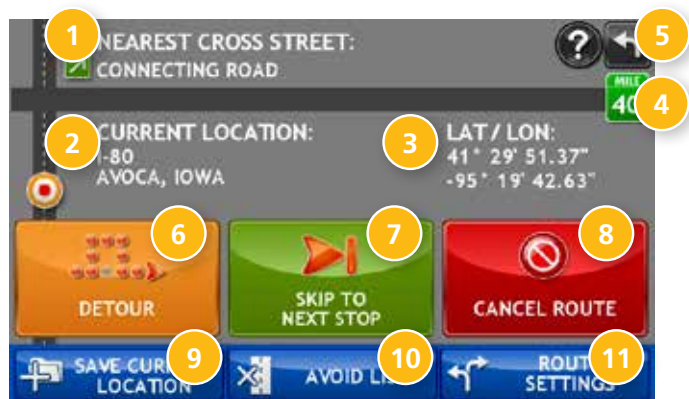 1
NEAREST CROSS STREET:
CONNECTING ROAD
?
5
MILE
40
4
2
CURRENT LOCATION:
I-80
AVOCA, IOWA
3
LAT / LON:
41° 29' 51.37"
-95° 19' 42.63"
6
DETOUR
7
SKIP TO
NEXT STOP
8
CANCEL ROUTE
9
SAVE
LOCATION
10
AVOID
11
SETTINGS